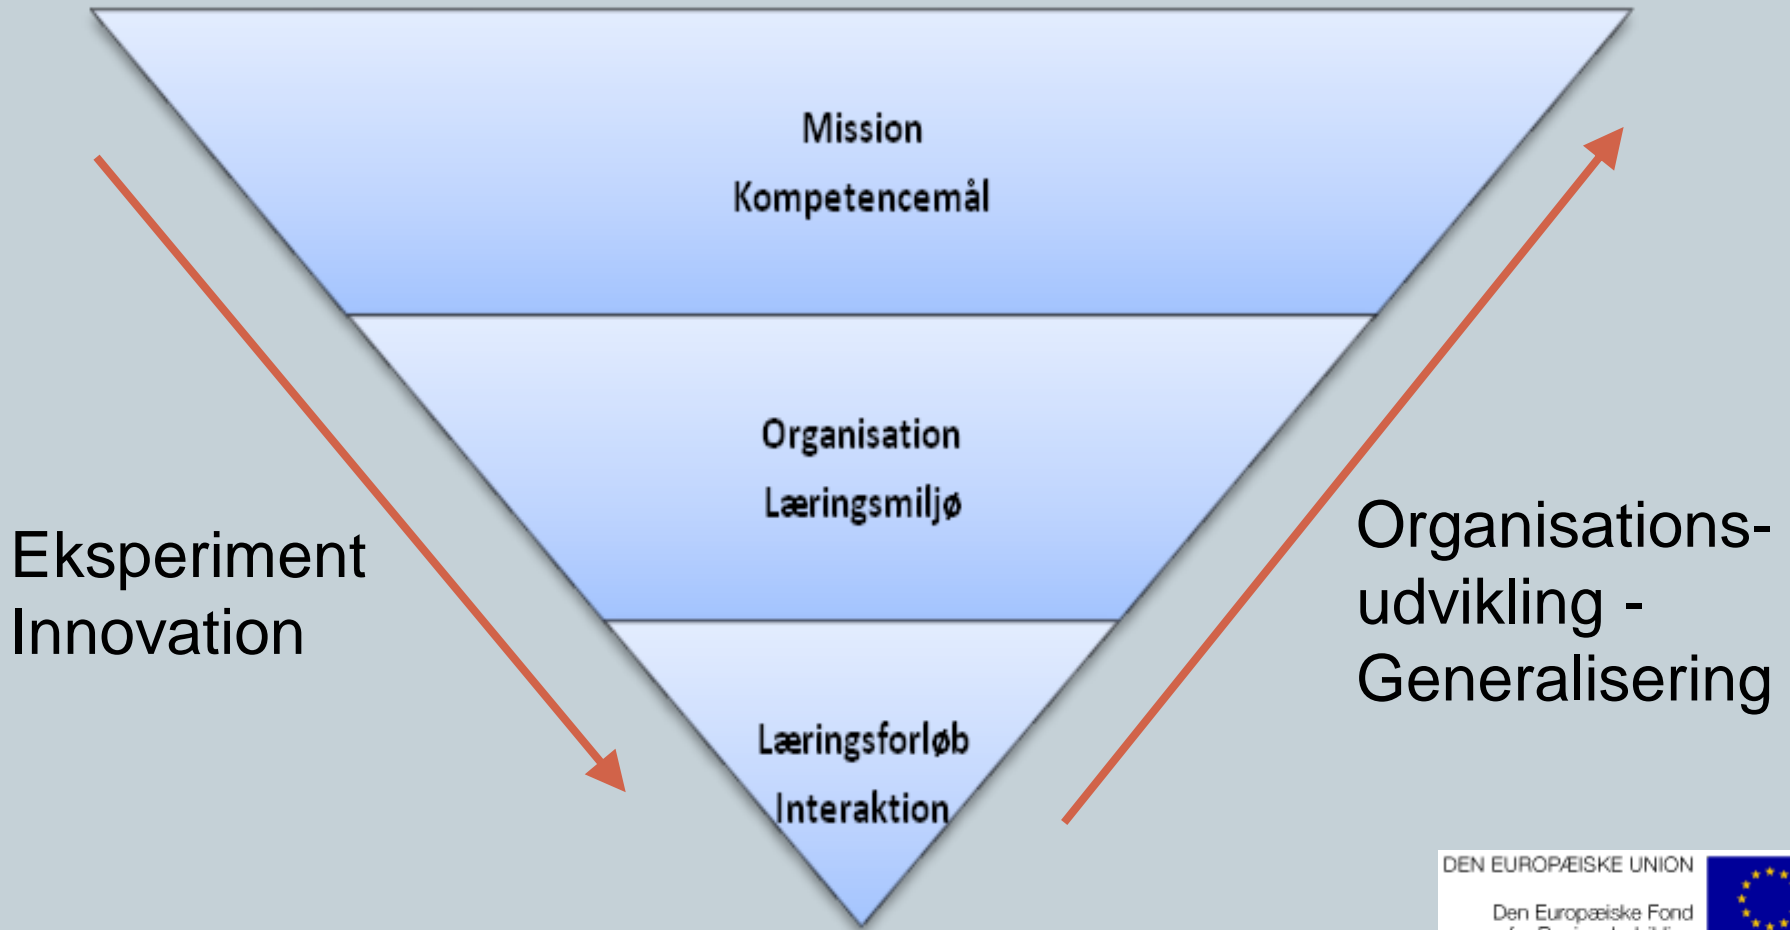 Mission
Kompetencemål
Organisation
Læringsmiljø
Læringsforløb
Interaktion
Eksperiment
Innovation
Organisations-
udvikling -
Generalisering
DEN EUROPÆISKE UNION
Den Europæiske Fond